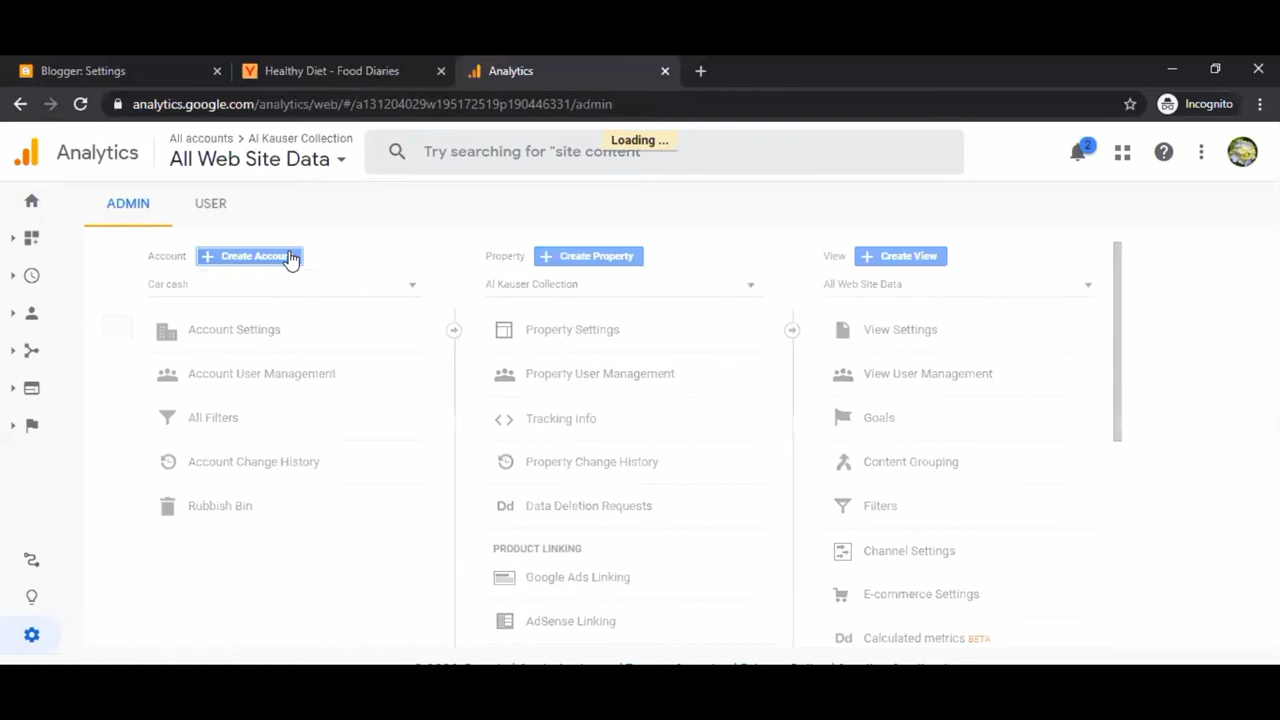 Blogger: Settings
Healthy Diet - Food Diaries
Analytics
analytics.google.com/analytics/web/#/a131204029w195172519p190446331/admin
Incognito
Analytics
All accounts > Al Kauser Collection
All Web Site Data
Try searching for "site content"
Loading ...
2
ADMIN
USER
Account
Create Account
Property
Create Property
View
Create View
Car cash
Al Kauser Collection
All Web Site Data
Account Settings
Property Settings
View Settings
Account User Management
Property User Management
View User Management
All Filters
Tracking Info
Goals
Account Change History
Property Change History
Content Grouping
Rubbish Bin
Dd Data Deletion Requests
Filters
PRODUCT LINKING
Channel Settings
Google Ads Linking
E-commerce Settings
AdSense Linking
Dd Calculated metrics BETA